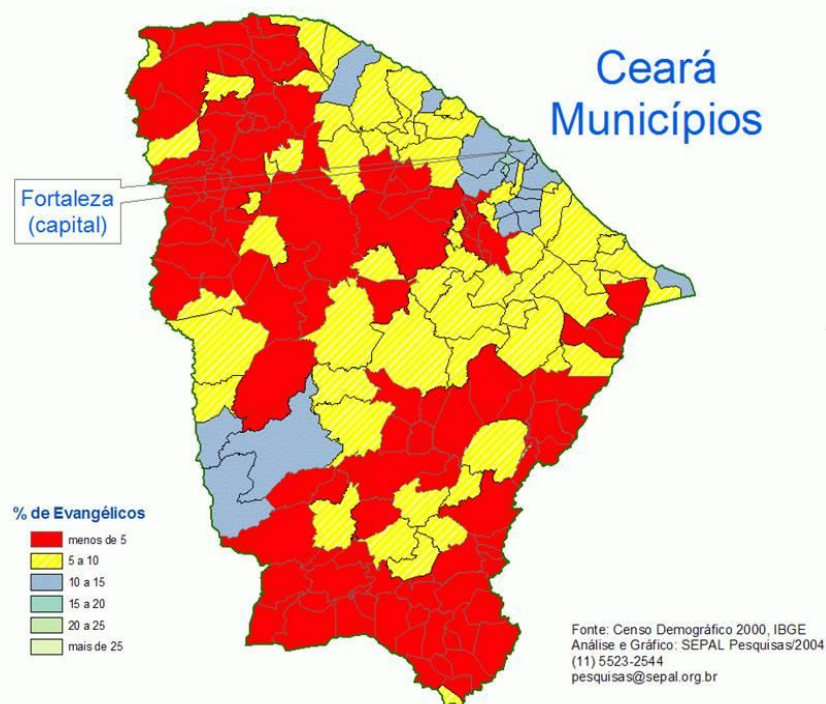 Ceará
Municípios
Fortaleza
(capital)
% de Evangélicos
menos de 5
5 a 10
10 a 15
15 a 20
20 a 25
mais de 25
Fonte: Censo Demográfico 2000, IBGE
Análise e Gráfico: SEPAL Pesquisas/2004
(11) 5523-2544
pesquisas@sepal.org.br